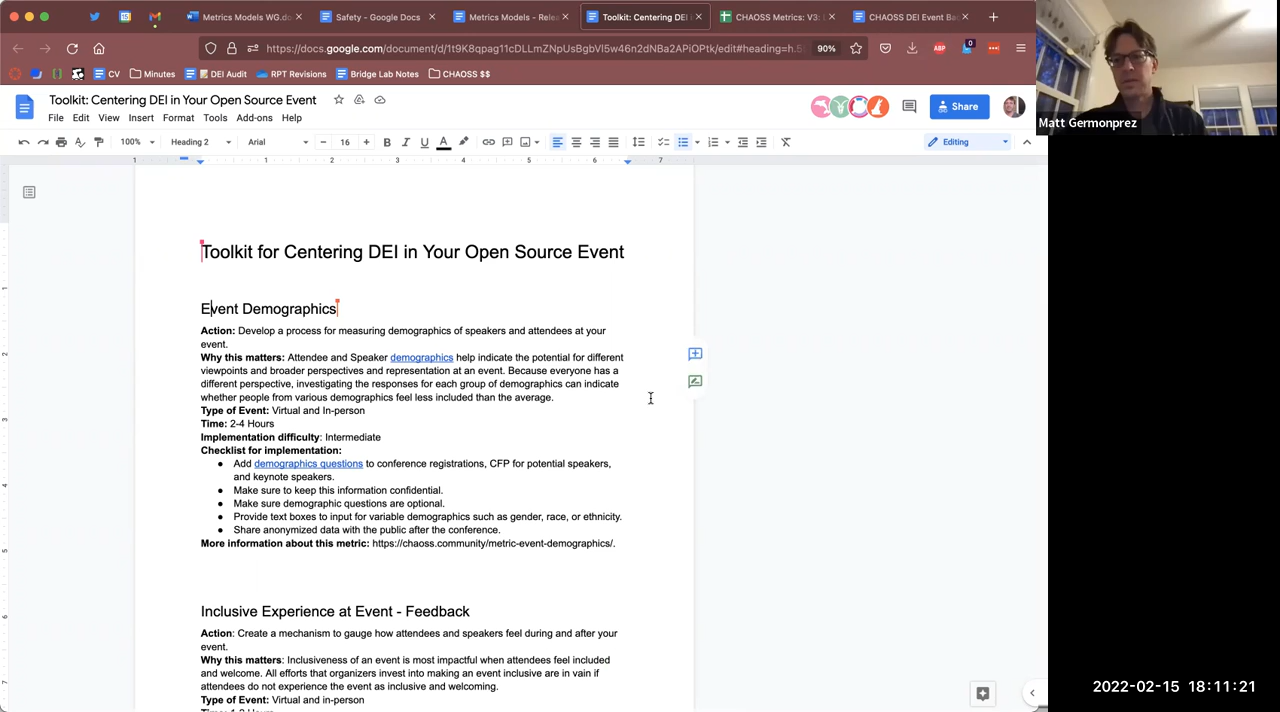 Metrics Models WG.do
Safety - Google Docs
Metrics Models - Rele
Toolkit: Centering DEI
CHAOSS Metrics: V3:
CHAOSS DEI Event Ba
https://docs.google.com/document/d/1t9K8qpag11cDLLmZNpUsBgbVl5w46n2dNBa2APiOPtk/edit#heading=h.5
90%
ABP
0
CV
Minutes
DEI Audit
RPT Revisions
Bridge Lab Notes
CHAOSS $$
Toolkit: Centering DEI in Your Open Source Event
File Edit View Insert Format Tools Add-ons Help
Share
100%
Heading 2
Arial
16
B I U A
Editing
1 1 2 3 4 5 6 7
Toolkit for Centering DEI in Your Open Source Event
Event Demographics
Action: Develop a process for measuring demographics of speakers and attendees at your
event.
Why this matters: Attendee and Speaker demographics help indicate the potential for different
viewpoints and broader perspectives and representation at an event. Because everyone has a
different perspective, investigating the responses for each group of demographics can indicate
whether people from various demographics feel less included than the average.
Type of Event: Virtual and In-person
Time: 2-4 Hours
Implementation difficulty: Intermediate
Checklist for implementation:
● Add demographics questions to conference registrations, CFP for potential speakers,
and keynote speakers.
● Make sure to keep this information confidential.
● Make sure demographic questions are optional.
● Provide text boxes to input for variable demographics such as gender, race, or ethnicity.
● Share anonymized data with the public after the conference.
More information about this metric: https://chaoss.community/metric-event-demographics/.
Inclusive Experience at Event - Feedback
Action: Create a mechanism to gauge how attendees and speakers feel during and after your
event.
Why this matters: Inclusiveness of an event is most impactful when attendees feel included
and welcome. All efforts that organizers invest into making an event inclusive are in vain if
attendees do not experience the event as inclusive and welcoming.
Type of Event: Virtual and in-person
Matt Germonprez
2022-02-15 18:11:21